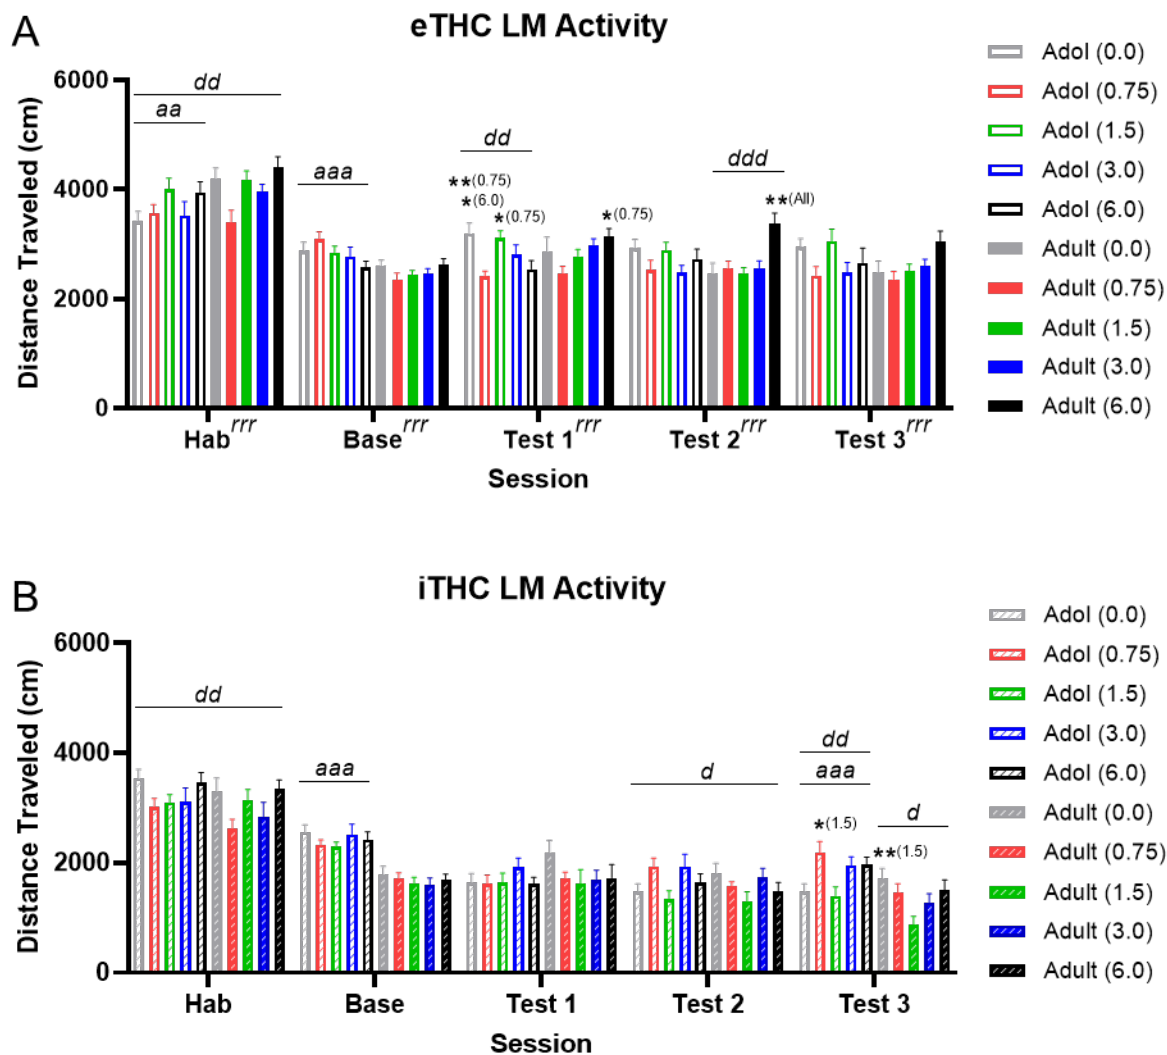 A
eTHC LM Activity
Distance Traveled (cm)
6000
4000
2000
0
dd
aa
aaa
dd
**(0.75)
*(6.0)
*(0.75)
*(0.75)
ddd
**(All)
Hab rrr
Base rrr
Test 1 rrr
Test 2 rrr
Test 3 rrr
Session
Adol (0.0)
Adol (0.75)
Adol (1.5)
Adol (3.0)
Adol (6.0)
Adult (0.0)
Adult (0.75)
Adult (1.5)
Adult (3.0)
Adult (6.0)
B
iTHC LM Activity
Distance Traveled (cm)
6000
4000
2000
0
dd
aaa
d
dd
aaa
*(1.5)
d
**(1.5)
Hab
Base
Test 1
Test 2
Test 3
Session
Adol (0.0)
Adol (0.75)
Adol (1.5)
Adol (3.0)
Adol (6.0)
Adult (0.0)
Adult (0.75)
Adult (1.5)
Adult (3.0)
Adult (6.0)